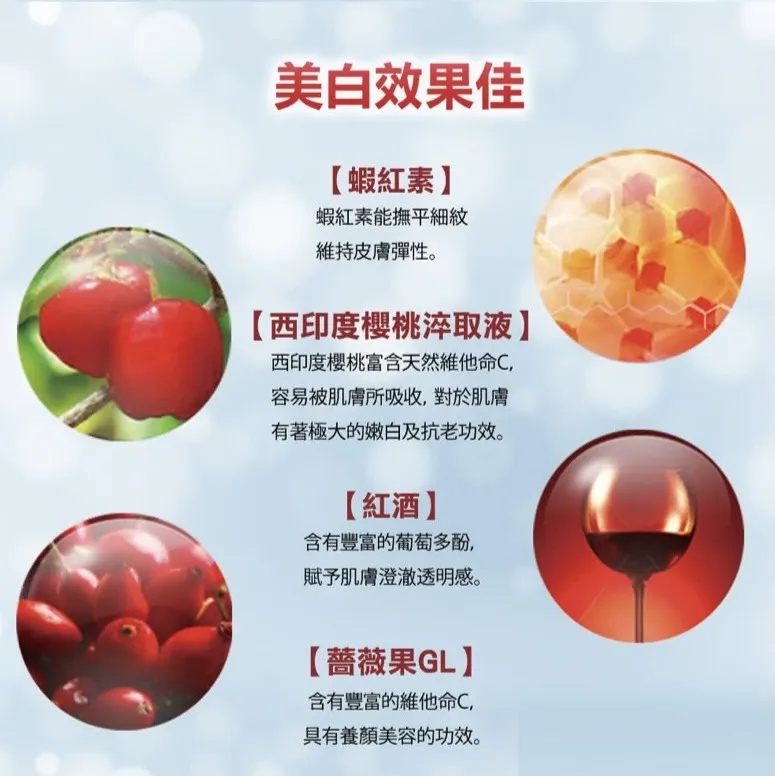 美白效果佳
【蝦紅素】
蝦紅素能撫平細紋
維持皮膚彈性。
【西印度櫻桃淬取液】
西印度櫻桃富含天然維他命C,
容易被肌膚所吸收, 對於肌膚
有著極大的嫩白及抗老功效。
【紅酒】
含有豐富的葡萄多酚,
賦予肌膚澄澈透明感。
【薔薇果GL】
含有豐富的維他命C,
具有養顏美容的功效。